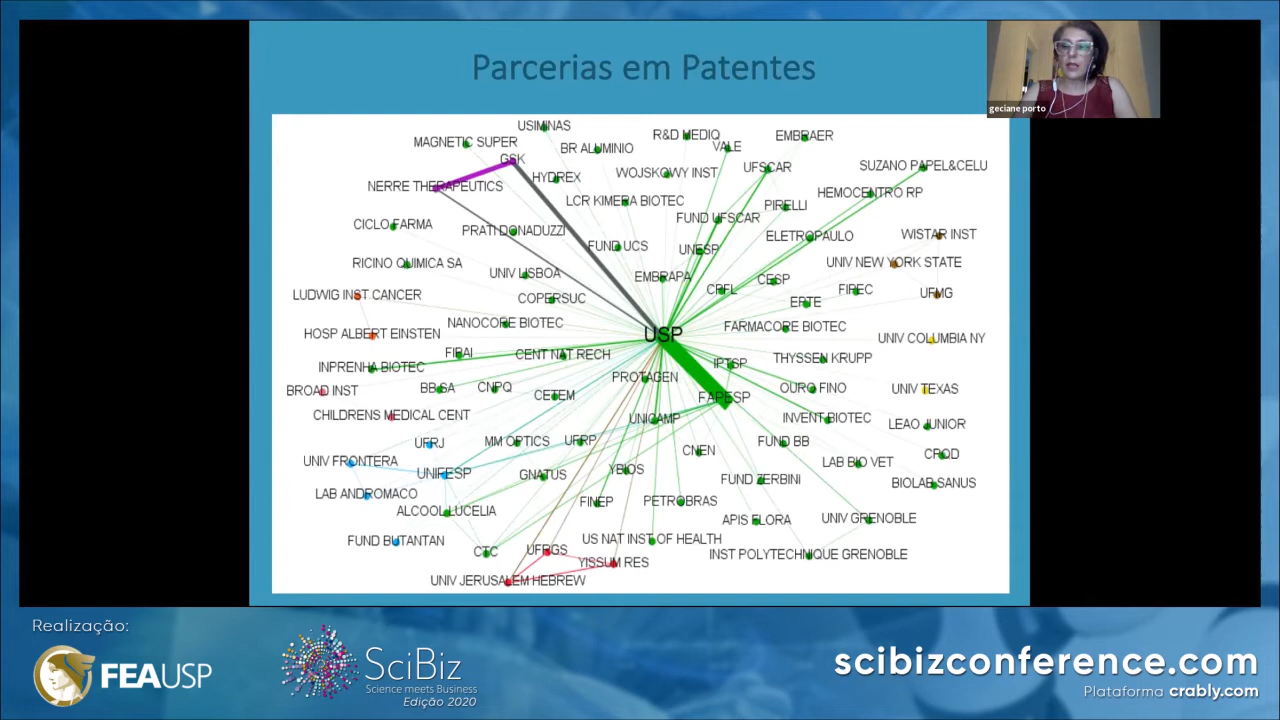 Parcerias em Patentes
geciane porto
USIMINAS
MAGNETIC SUPER
GSK
BR ALUMINIO
R&D MEDIQ
VALE
EMBRAER
NERRE THERAPEUTICS
HYDREX
WOJSKOWY INST
UFSCAR
SUZANO PAPEL&CELU
LCR KIMERA BIOTEC
HEMOCENTRO RP
PIRELLI
CICLO FARMA
PRATI DONADUZZI
FUND UFSCAR
FUND UCS
UNESP
ELETROPAULO
WISTAR INST
RICINO QUIMICA SA
UNIV LISBOA
EMBRAPA
CPFL
CESP
UNIV NEW YORK STATE
LUDWIG INST CANCER
COPERSUC
EPTE
FIPEC
UFMG
HOSP ALBERT EINSTEN
NANOCORE BIOTEC
USP
FARMACORE BIOTEC
UNIV COLUMBIA NY
INPRENHA BIOTEC
FIPAI
CENT NAT RECH
IPTSP
THYSSEN KRUPP
BROAD INST
BB SA
CNPQ
CETEM
PROTAGEN
FAPESP
OURO FINO
UNIV TEXAS
CHILDRENS MEDICAL CENT
UNICAMP
INVENT BIOTEC
LEAO JUNIOR
UFRJ
MM OPTICS
UFRP
CNEN
FUND BB
UNIV FRONTERA
UNIFESP
GNATUS
YBIOS
FUND ZERBINI
LAB BIO VET
CPQD
BIOLAB SANUS
LAB ANDROMACO
ALCOOL LUCELIA
FINEP
PETROBRAS
APIS FLORA
UNIV GRENOBLE
FUND BUTANTAN
CTC
UFRGS
US NAT INST OF HEALTH
YISSUM RES
INST POLYTECHNIQUE GRENOBLE
UNIV JERUSALEM HEBREW
Realização:
FEAUSP
SciBiz
Science meets Business
Edição 2020
scibizconference.com
Plataforma crably.com